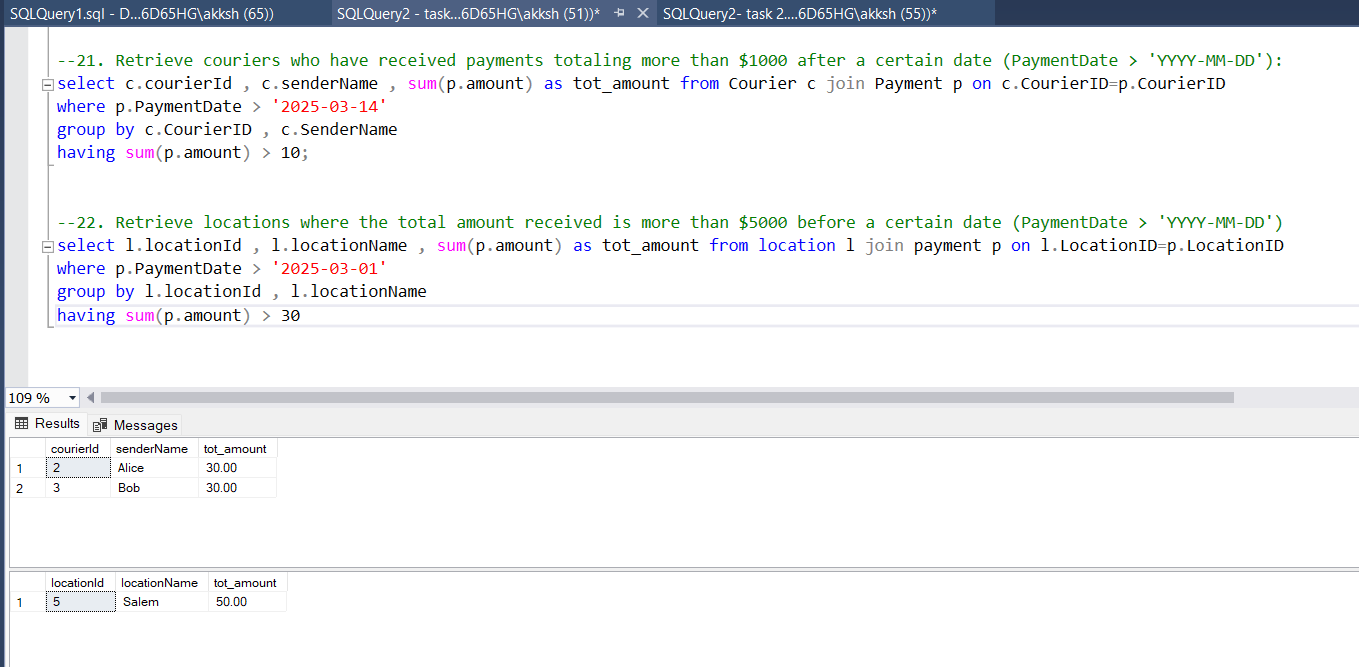 SQLQuery1.sql - D...6D65HG\akksh (65)) SQLQuery2 - task...6D65HG\akksh (51))* SQLQuery2- task 2....6D65HG\akksh (55))*
--21. Retrieve couriers who have received payments totaling more than $1000 after a certain date (PaymentDate > 'YYYY-MM-DD'):
select c.courierId , c.senderName , sum(p.amount) as tot_amount from Courier c join Payment p on c.CourierID=p.CourierID
where p.PaymentDate > '2025-03-14'
group by c.CourierID , c.SenderName
having sum(p.amount) > 10;
--22. Retrieve locations where the total amount received is more than $5000 before a certain date (PaymentDate > 'YYYY-MM-DD')
select l.locationId , l.locationName , sum(p.amount) as tot_amount from location l join payment p on l.LocationID=p.LocationID
where p.PaymentDate > '2025-03-01'
group by l.locationId , l.locationName
having sum(p.amount) > 30
109 %
Results Messages
courierId senderName tot_amount
1 2 Alice 30.00
2 3 Bob 30.00
locationId locationName tot_amount
1 5 Salem 50.00